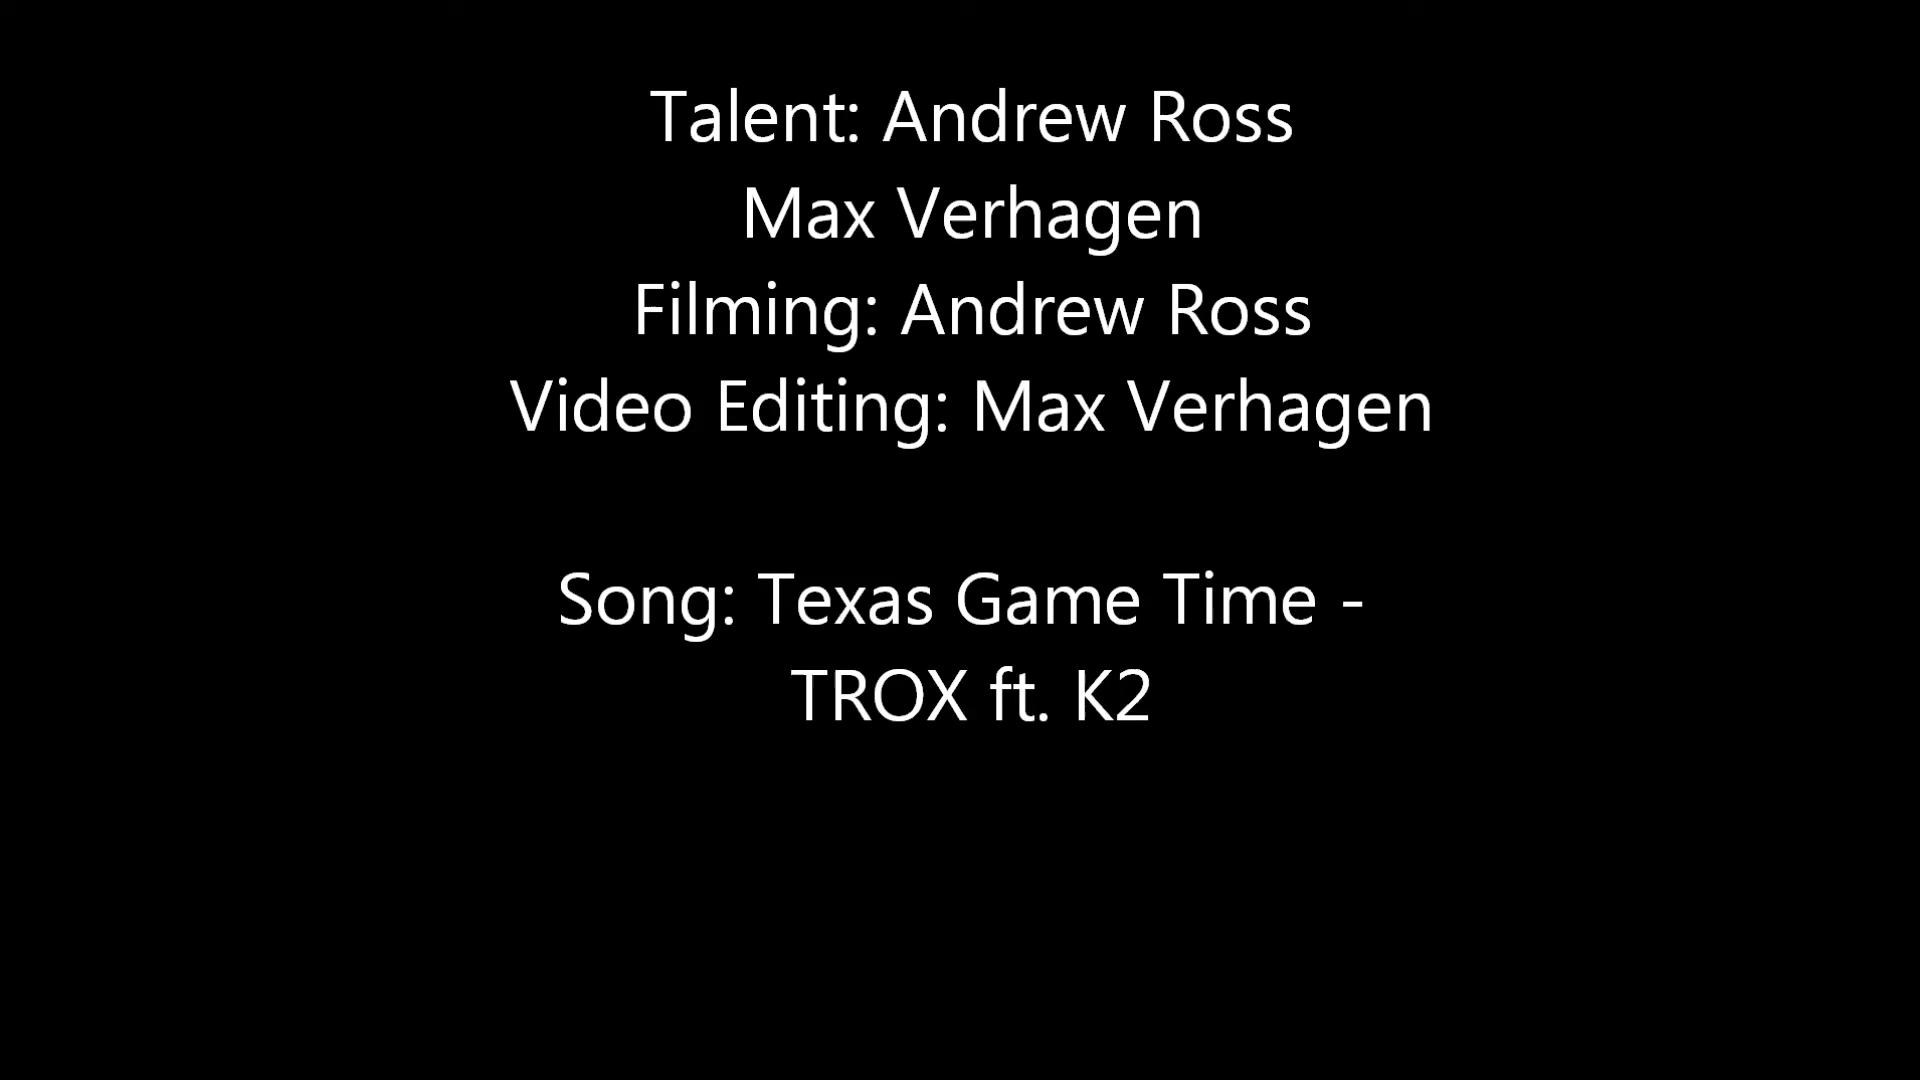 Talent: Andrew Ross
Max Verhagen
Filming: Andrew Ross
Video Editing: Max Verhagen
Song: Texas Game Time -
TROX ft. K2